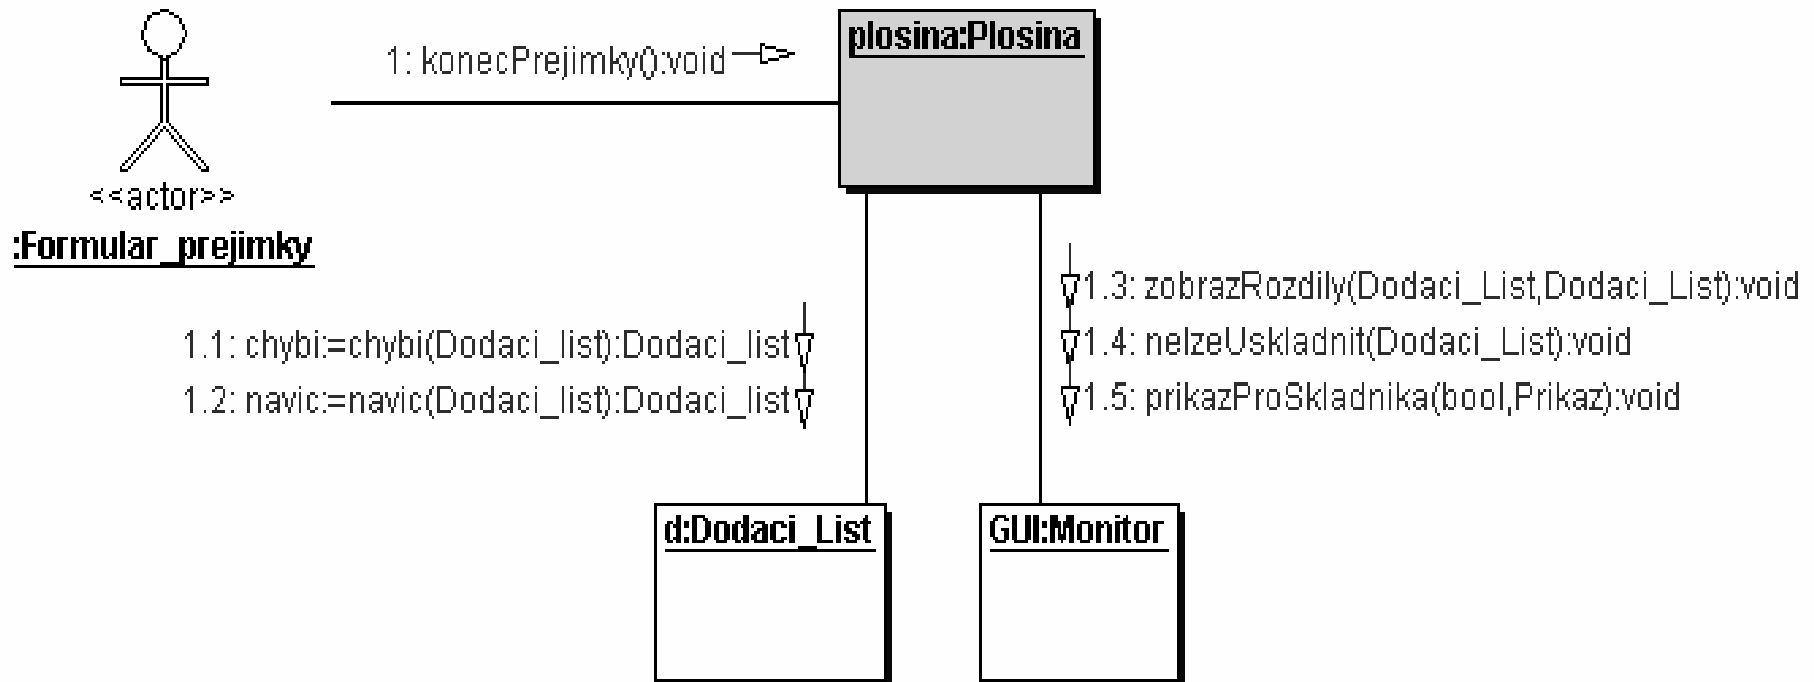 plosina:Plosina
1: konecPrejimky():void
<<actor>>
:Formular_prejimky
1.3: zobrazRozdily(Dodaci_List,Dodaci_List):void
1.1: chybi:=chybi(Dodaci_list):Dodaci_list
1.4: nelzeUskladnit(Dodaci_List):void
1.2: navic:=navic(Dodaci_list):Dodaci_list
1.5: prikazProSkladnika(bool,Prikaz):void
d:Dodaci_List
GUI:Monitor